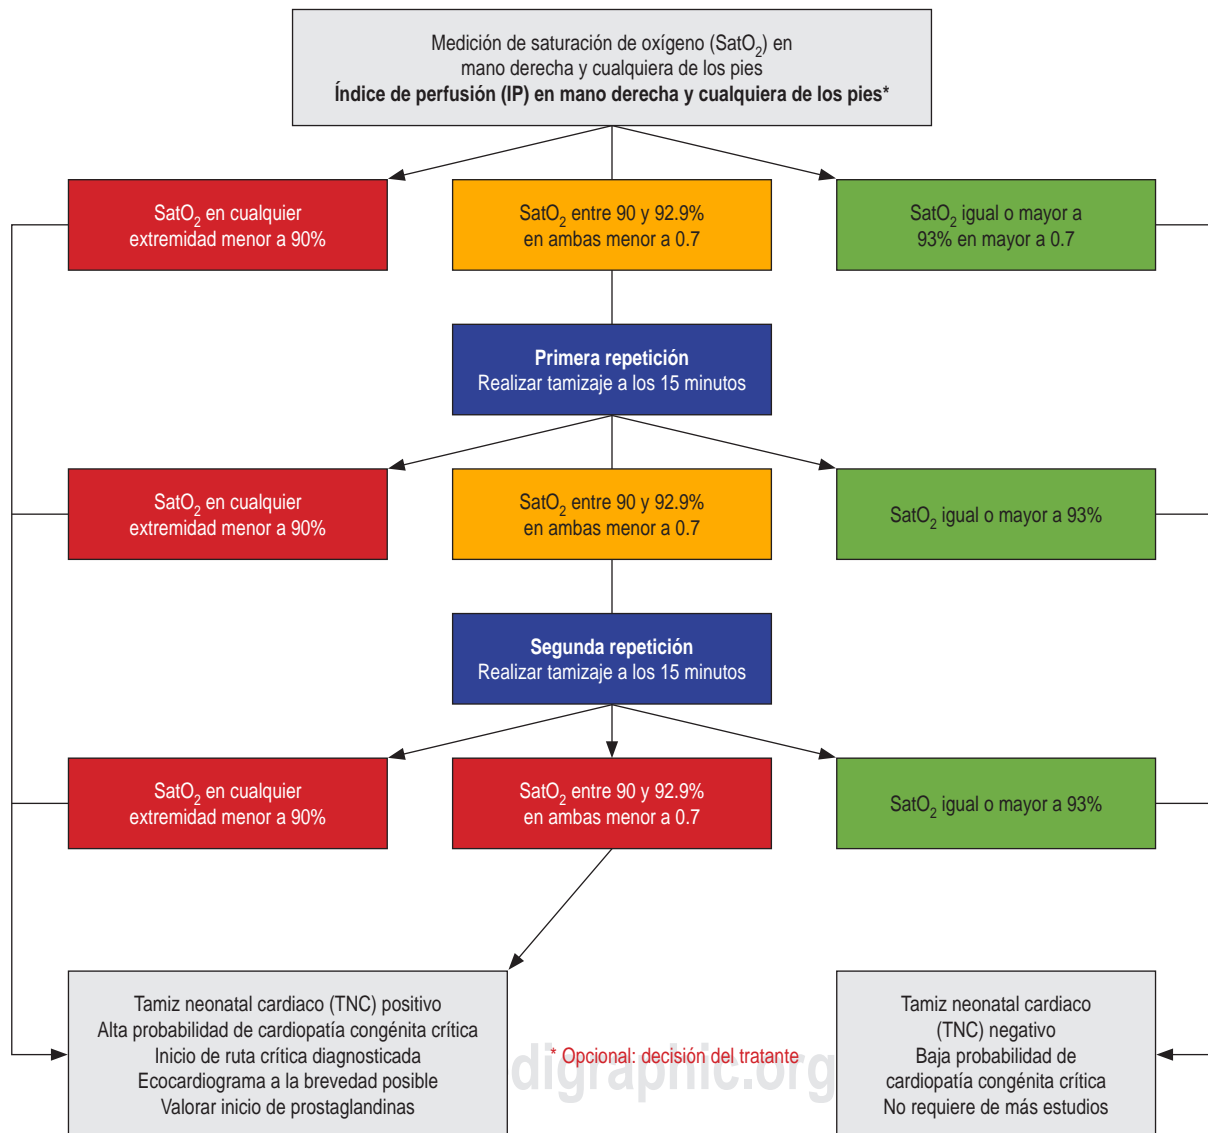 Medición de saturación de oxígeno (SatO₂) en
mano derecha y cualquiera de los pies
Índice de perfusión (IP) en mano derecha y cualquiera de los pies*
SatO₂ en cualquier
extremidad menor a 90%
SatO₂ entre 90 y 92.9%
en ambas menor a 0.7
SatO₂ igual o mayor a
93% en mayor a 0.7
Primera repetición
Realizar tamizaje a los 15 minutos
SatO₂ en cualquier
extremidad menor a 90%
SatO₂ entre 90 y 92.9%
en ambas menor a 0.7
SatO₂ igual o mayor a 93%
Segunda repetición
Realizar tamizaje a los 15 minutos
SatO₂ en cualquier
extremidad menor a 90%
SatO₂ entre 90 y 92.9%
en ambas menor a 0.7
SatO₂ igual o mayor a 93%
Tamiz neonatal cardiaco (TNC) positivo
Alta probabilidad de cardiopatía congénita crítica
Inicio de ruta crítica diagnosticada
Ecocardiograma a la brevedad posible
Valorar inicio de prostaglandinas
* Opcional: decisión del tratante
digraphic.org
Tamiz neonatal cardiaco
(TNC) negativo
Baja probabilidad de
cardiopatía congénita crítica
No requiere de más estudios